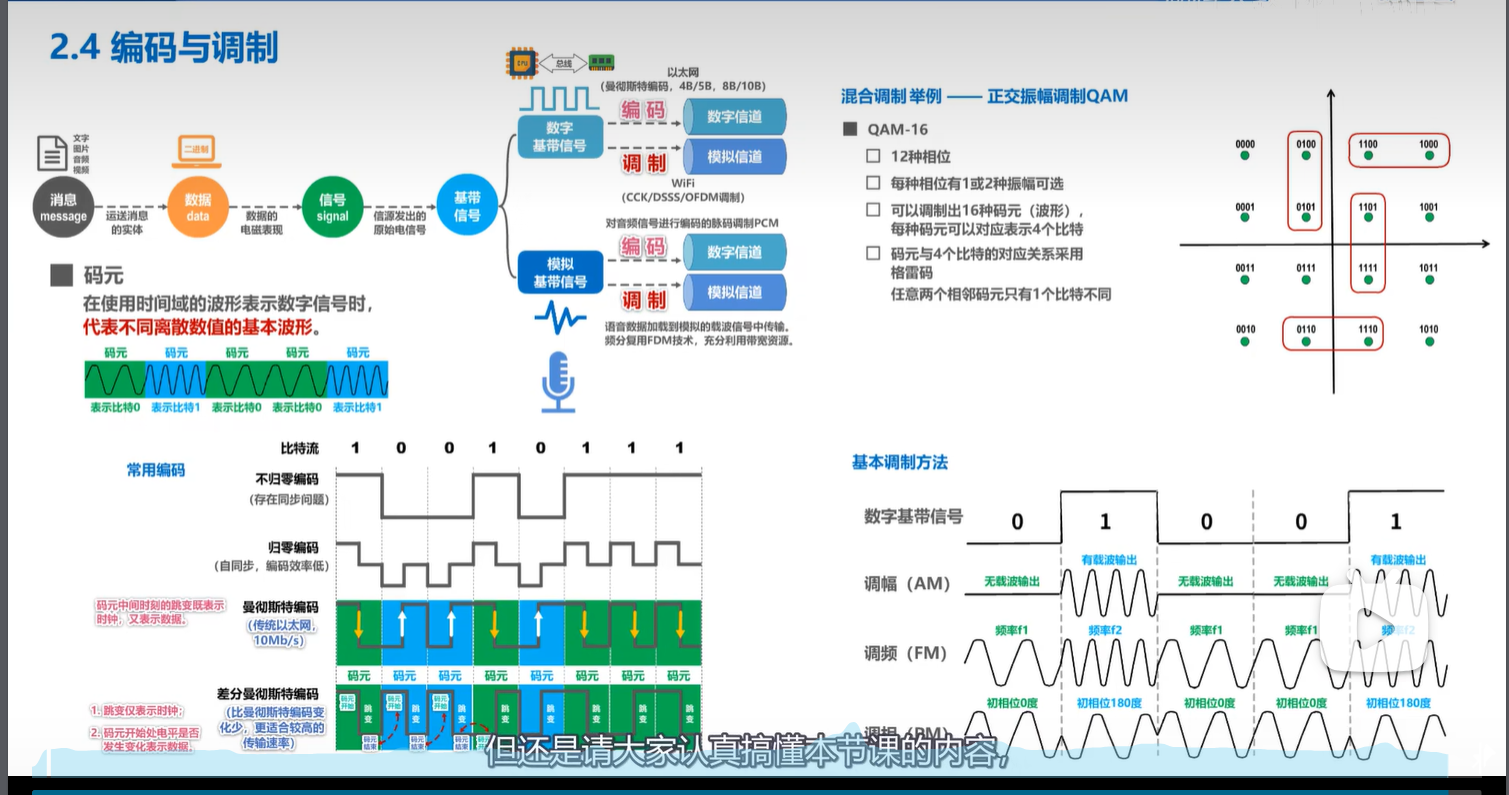 2.4 编码与调制
文字
图片
音频
视频
消息
message
运送消息
的实体
二进制
数据
data
数据的
电磁表现
信号
signal
信源发出的
原始电信号
基带
信号
CPU
总线
以太网
(曼彻斯特编码，4B/5B，8B/10B)
数字
基带信号
编码
数字信道
调制
模拟信道
WiFi
(CCK/DSSS/OFDM调制)
对音频信号进行编码的脉码调制PCM
模拟
基带信号
编码
数字信道
调制
模拟信道
语音数据加载到模拟的载波信号中传输。
频分复用FDM技术，充分利用带宽资源。
码元
在使用时间域的波形表示数字信号时，
代表不同离散数值的基本波形。
码元 码元 码元 码元 码元
表示比特0 表示比特1 表示比特0 表示比特0 表示比特1
混合调制 举例 —— 正交振幅调制QAM
QAM-16
12种相位
每种相位有1或2种振幅可选
可以调制出16种码元（波形），
每种码元可以对应表示4个比特
码元与4个比特的对应关系采用
格雷码
任意两个相邻码元只有1个比特不同
0000 0100 1100 1000
0001 0101 1101 1001
0011 0111 1111 1011
0010 0110 1110 1010
常用编码
比特流 1 0 0 1 0 1 1 1
不归零编码
(存在同步问题)
归零编码
(自同步，编码效率低)
码元中间时刻的跳变既表示
时钟，又表示数据。
曼彻斯特编码
(传统以太网，
10Mb/s)
码元 码元 码元 码元 码元 码元 码元 码元
差分曼彻斯特编码
(比曼彻斯特编码变
化少，更适合较高的
传输速率)
1. 跳变仅表示时钟；
2. 码元开始处电平是否
发生变化表示数据。
码元
开始
码元
开始
码元
开始
跳变 跳变 跳变 跳变 跳变 跳变 跳变 跳变
码元
结束
码元
结束
码元
结束
基本调制方法
数字基带信号 0 1 0 0 1
有载波输出 有载波输出
调幅（AM） 无载波输出 无载波输出 无载波输出
频率f1 频率f2 频率f1 频率f1 频率f2
调频（FM）
初相位0度 初相位180度 初相位0度 初相位0度 初相位180度
调相（PM）
但还是请大家认真搞懂本节课的内容，